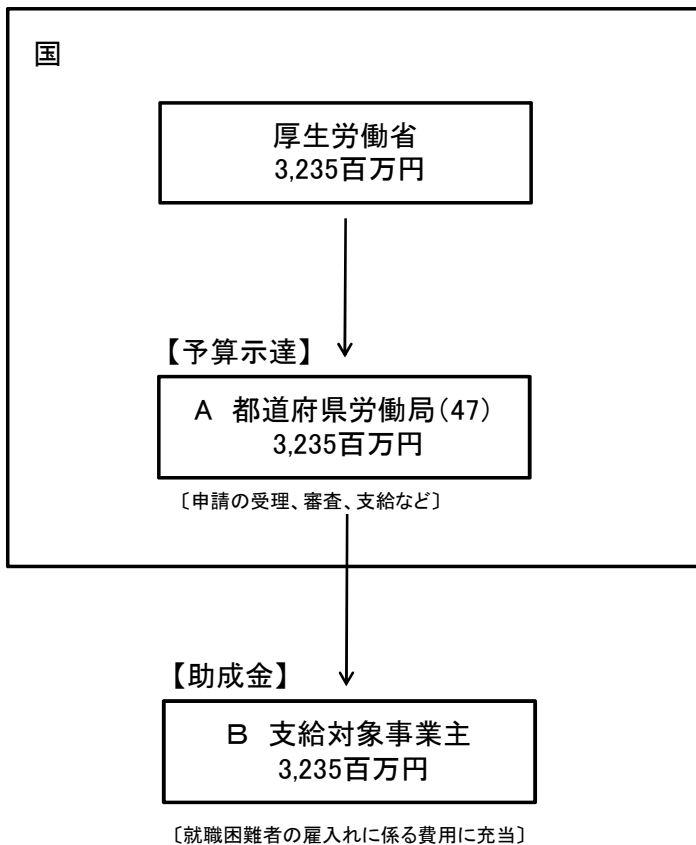 国
厚生労働省
3,235百万円
【予算示達】
A 都道府県労働局(47)
3,235百万円
〔申請の受理、審査、支給など〕
【助成金】
B 支給対象事業主
3,235百万円
〔就職困難者の雇入れに係る費用に充当〕